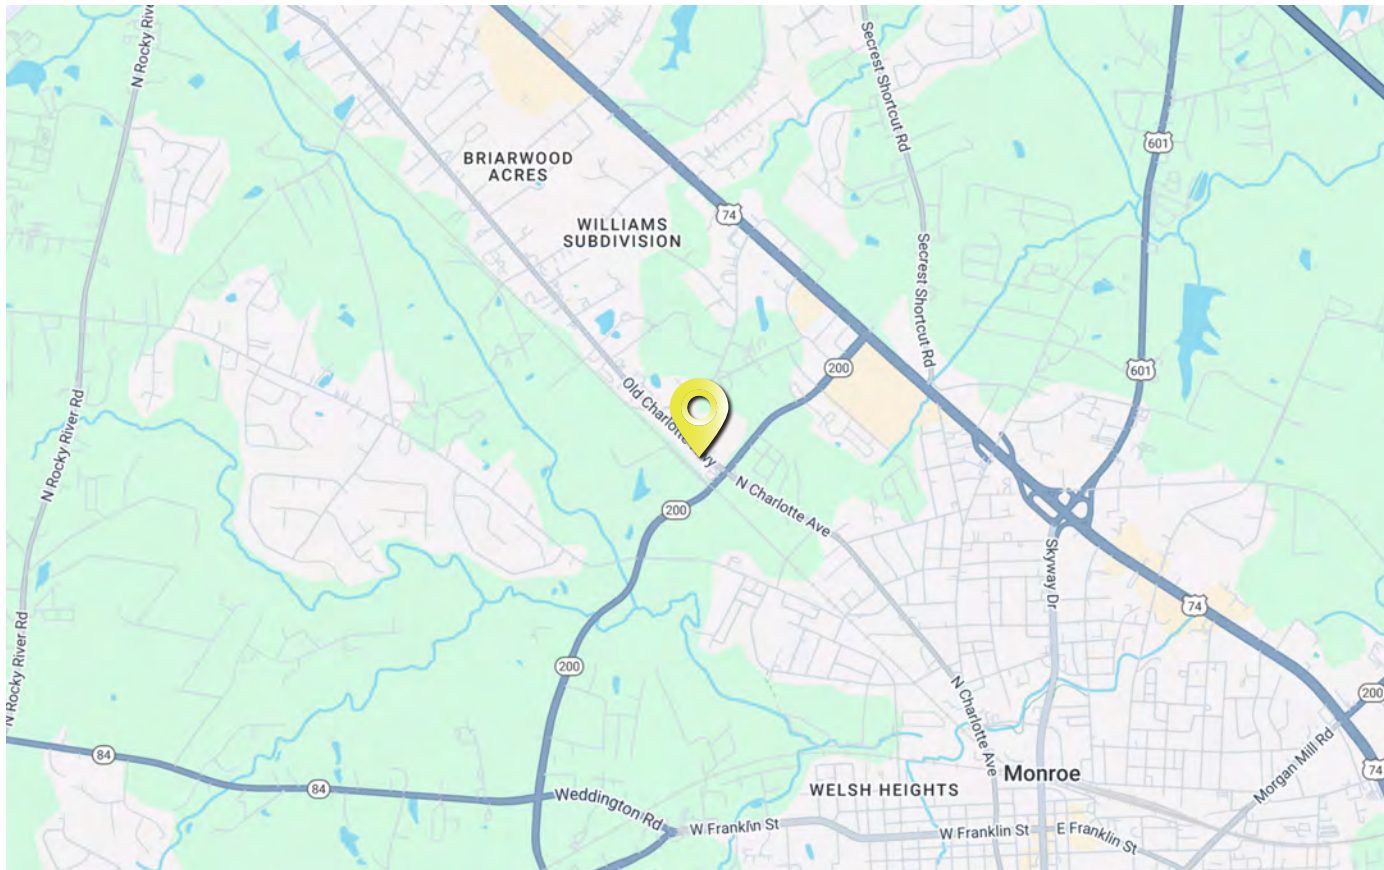 N Rocky River
Secrest Shortcut Rd
601
BRIARWOOD
ACRES
74
WILLIAMS
SUBDIVISION
Secrest Shortcut Rd
200
601
Old Charlotte Hwy
N Rocky River Rd
N Charlotte Ave
200
Skyway Dr
74
N Rocky River Rd
200
N Charlotte Ave
200
84
Monroe
Morgan Mill Rd
74
84
WELSH HEIGHTS
Weddington Rd
W Franklin St
W Franklin St
E Franklin St